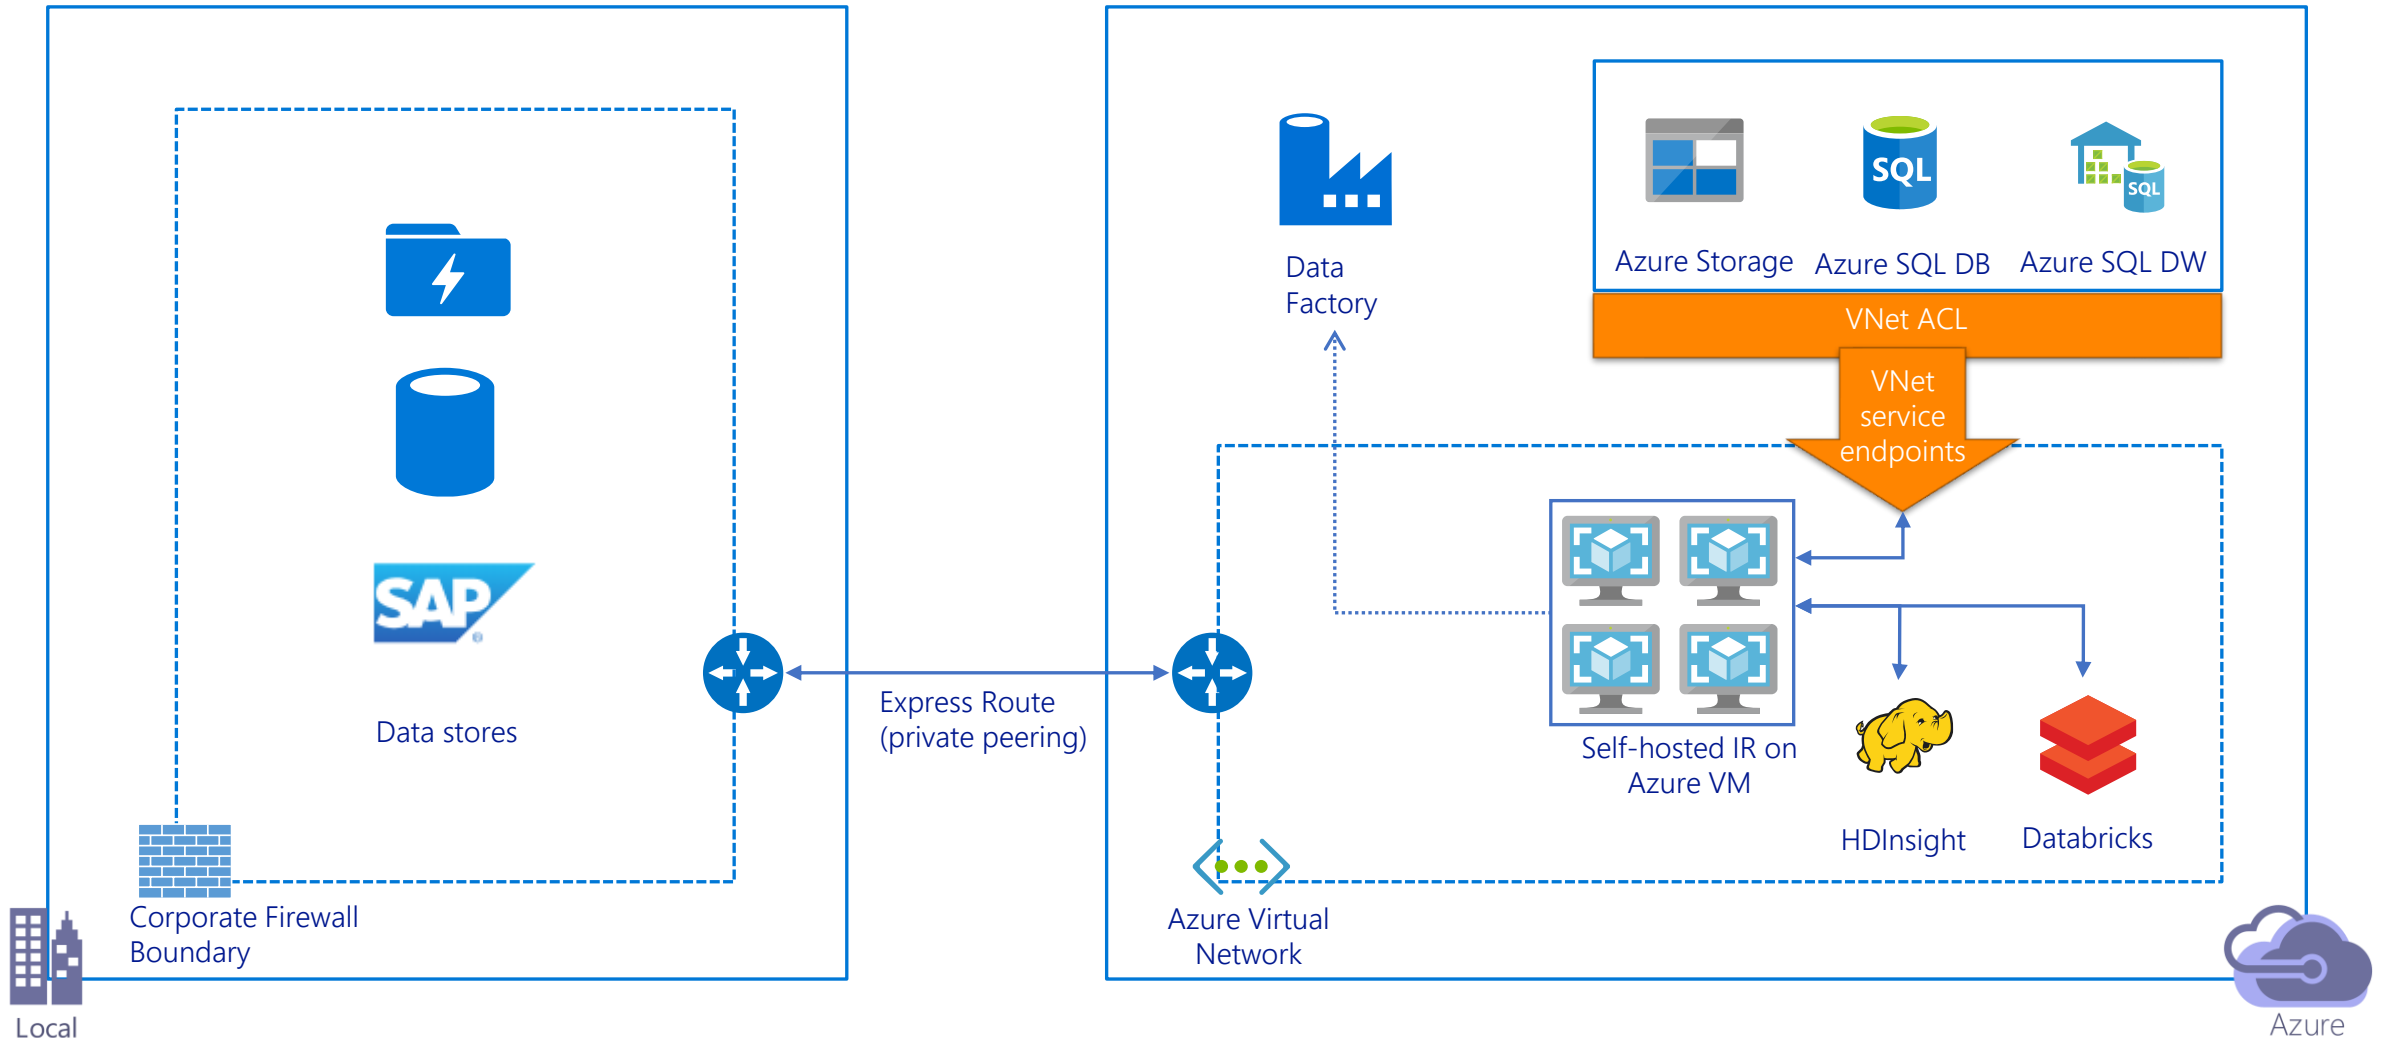 SAP
Data stores
Corporate Firewall
Boundary
Local
Express Route
(private peering)
Data
Factory
SQL
SQL
Azure Storage
Azure SQL DB
Azure SQL DW
VNet ACL
VNet
service
endpoints
Self-hosted IR on
Azure VM
HDInsight
Databricks
Azure Virtual
Network
Azure